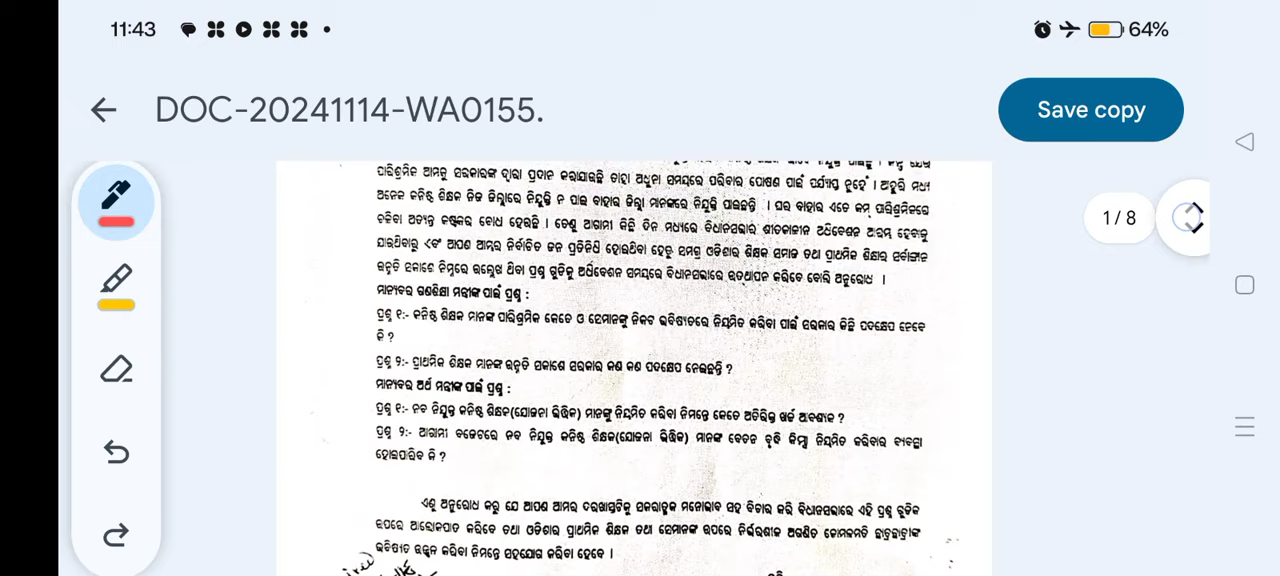 11:43
64%
DOC-20241114-WA0155.
Save copy
1 / 8
ପାରିଶ୍ରମିକ ଆମକୁ ସରକାରଙ୍କ ଦ୍ୱାରା ପ୍ରଦାନ କରାଯାଉଛି ତାହା ଅଧୁନା ସମୟରେ ପରିବାର ପୋଷଣ ପାଇଁ ପର୍ଯ୍ୟାପ୍ତ ନୁହେଁ । ଅହୁରି ମଧ୍ୟ
ଅନେକ କନିଷ୍ଠ ଶିକ୍ଷକ ନିଜ ଜିଲ୍ଲାରେ ନିଯୁକ୍ତି ନ ପାଇ ବାହାର ଜିଲ୍ଲା ମାନଙ୍କରେ ନିଯୁକ୍ତି ପାଇଛନ୍ତି । ଘର ବାହାର ଏତେ କମ୍ ପାରିଶ୍ରମିକରେ
ଚଳିବା ଅତ୍ୟନ୍ତ କଷ୍ଟକର ବୋଧ ହେଉଛି । ତେଣୁ ଆଗାମୀ କିଛି ଦିନ ମଧ୍ୟରେ ବିଧାନସଭାର ଶୀତକାଳୀନ ଅଧିବେଶନ ଆରମ୍ଭ ହେବାକୁ
ଯାଉଥିବାରୁ ଏବଂ ଆପଣ ଆମ୍ଭର ନିର୍ବାଚିତ ଜନ ପ୍ରତିନିଧି ହୋଇଥିବା ହେତୁ ସମଗ୍ର ଓଡିଶାର ଶିକ୍ଷକ ସମାଜ ତଥା ପ୍ରାଥମିକ ଶିକ୍ଷାର ସର୍ବାଙ୍ଗୀନ
ଉନ୍ନତି ସକାଶେ ନିମ୍ନରେ ଉଲ୍ଲେଖ ଥିବା ପ୍ରଶ୍ନ ଗୁଡିକୁ ଅଧିବେଶନ ସମୟରେ ବିଧାନସଭାରେ ଉତ୍ଥାପନ କରିବେ ବୋଲି ଅନୁରୋଧ ।
ମାନ୍ୟବର ଗଣଶିକ୍ଷା ମନ୍ତ୍ରୀଙ୍କ ପାଇଁ ପ୍ରଶ୍ନ :
ପ୍ରଶ୍ନ ୧:- କନିଷ୍ଠ ଶିକ୍ଷକ ମାନଙ୍କ ପାରିଶ୍ରମିକ କେତେ ଓ ସେମାନଙ୍କୁ ନିକଟ ଭବିଷ୍ୟତରେ ନିୟମିତ କରିବା ପାଇଁ ସରକାର କିଛି ପଦକ୍ଷେପ ନେବେ
କି ?
ପ୍ରଶ୍ନ ୨:- ପ୍ରାଥମିକ ଶିକ୍ଷକ ମାନଙ୍କ ଉନ୍ନତି ସକାଶେ ସରକାର କଣ କଣ ପଦକ୍ଷେପ ନେଇଛନ୍ତି ?
ମାନ୍ୟବର ଅର୍ଥ ମନ୍ତ୍ରୀଙ୍କ ପାଇଁ ପ୍ରଶ୍ନ :
ପ୍ରଶ୍ନ ୧:- ନବ ନିଯୁକ୍ତ କନିଷ୍ଠ ଶିକ୍ଷକ(ଯୋଜନା ଭିତ୍ତିକ) ମାନଙ୍କୁ ନିୟମିତ କରିବା ନିମନ୍ତେ କେତେ ଅତିରିକ୍ତ ଖର୍ଚ୍ଚ ଆବଶ୍ୟକ ?
ପ୍ରଶ୍ନ ୨:- ଆଗାମୀ ବଜେଟରେ ନବ ନିଯୁକ୍ତ କନିଷ୍ଠ ଶିକ୍ଷକ(ଯୋଜନା ଭିତ୍ତିକ) ମାନଙ୍କ ବେତନ ବୃଦ୍ଧି କିମ୍ବା ନିୟମିତ କରିବାର ବ୍ୟବସ୍ଥା
ହୋଇପାରିବ କି ?
ଏଣୁ ଅନୁରୋଧ କରୁ ଯେ ଆପଣ ଆମର ଦରଖାସ୍ତଟିକୁ ସକରାତ୍ମକ ମନୋଭାବ ସହ ବିଚାର କରି ବିଧାନସଭାରେ ଏହି ପ୍ରଶ୍ନ ଗୁଡିକ
ଉପରେ ଆଲୋକପାତ କରିବେ ତଥା ଓଡିଶାର ପ୍ରାଥମିକ ଶିକ୍ଷକ ତଥା ସେମାନଙ୍କ ଉପରେ ନିର୍ଭରଶୀଳ ଅଗଣିତ କୋମଳମତି ଛାତ୍ରଛାତ୍ରୀଙ୍କ
ଭବିଷ୍ୟତ ଉଜ୍ଜ୍ଵଳ କରିବା ନିମନ୍ତେ ସହଯୋଗ କରିବା ହେବେ ।